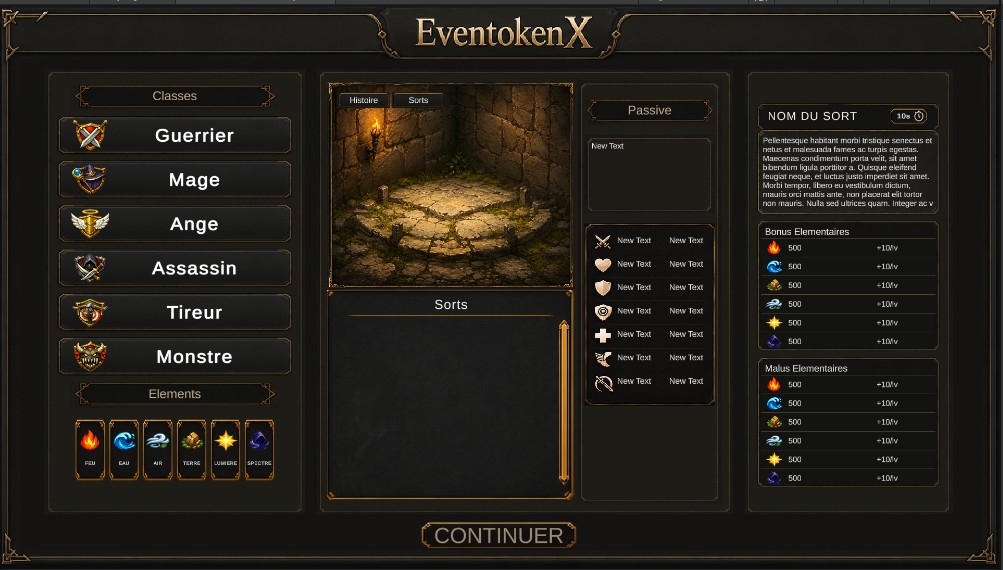 EventokenX
Classes
Guerrier
Mage
Ange
Assassin
Tireur
Monstre
Elements
FEU
EAU
AIR
TERRE
LUMIERE
SPECTRE
Histoire
Sorts
Sorts
Passive
New Text
New Text New Text
New Text New Text
New Text New Text
New Text New Text
New Text New Text
New Text New Text
New Text New Text
NOM DU SORT 10s
Pellentesque habitant morbi tristique senectus et
netus et malesuada fames ac turpis egestas.
Maecenas condimentum porta velit, sit amet
bibendum ligula porttitor a. Quisque eleifend
feugiat neque, et luctus justo imperdiet sit amet.
Morbi tempor, libero eu vestibulum dictum,
mauris orci mattis ante, non placerat elit tortor
non mauris. Nulla sed ultrices quam. Integer ac v
Bonus Elementaires
500 +10/lv
500 +10/lv
500 +10/lv
500 +10/lv
500 +10/lv
500 +10/lv
Malus Elementaires
500 +10/lv
500 +10/lv
500 +10/lv
500 +10/lv
500 +10/lv
500 +10/lv
CONTINUER